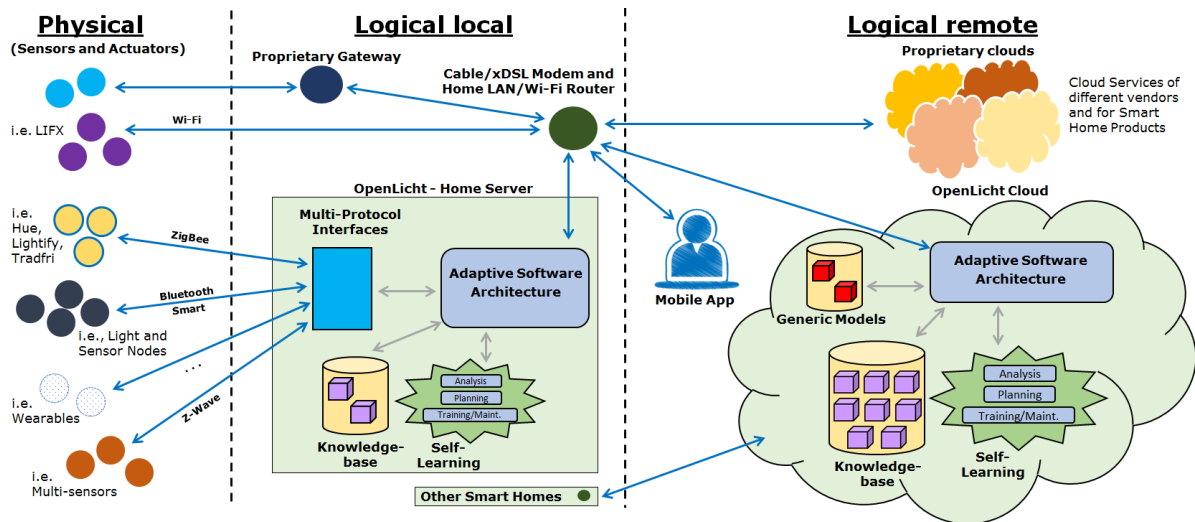 Physical
(Sensors and Actuators)
i.e. LIFX
i.e.
Hue,
Lightify,
Tradfri
i.e., Light and
Sensor Nodes
i.e.
Wearables
i.e.
Multi-sensors
Wi-Fi
ZigBee
Bluetooth
Smart
...
Z-Wave
Logical local
Proprietary Gateway
Cable/xDSL Modem and
Home LAN/Wi-Fi Router
OpenLicht - Home Server
Multi-Protocol
Interfaces
Adaptive Software
Architecture
Analysis
Planning
Training/Maint.
Knowledge-
base
Self-
Learning
Other Smart Homes
Mobile App
Logical remote
Proprietary clouds
Cloud Services of
different vendors
and for Smart
Home Products
OpenLicht Cloud
Adaptive Software
Architecture
Generic Models
Analysis
Planning
Training/Maint.
Knowledge-
base
Self-
Learning